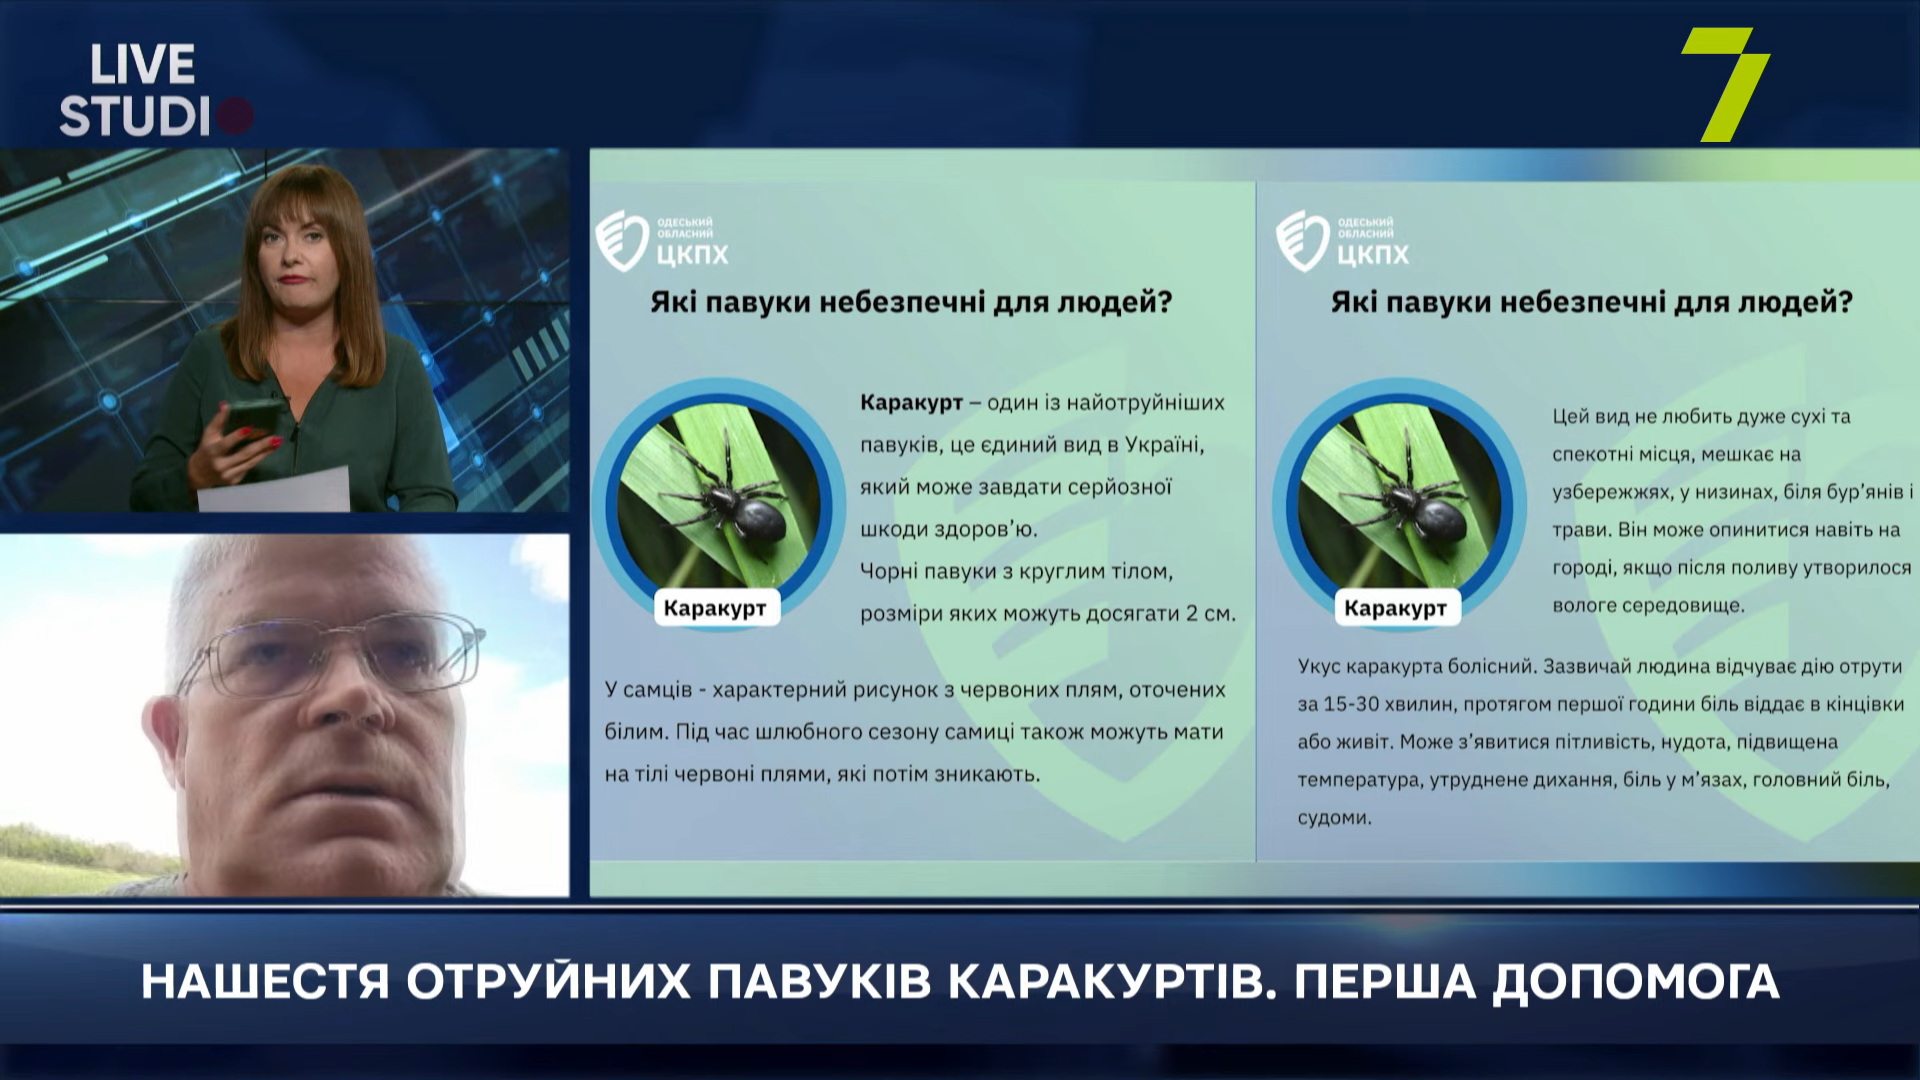 LIVE
STUDIO
7
ОДЕСЬКИЙ
ОБЛАСНИЙ
ЦКПХ
Які павуки небезпечні для людей?
Каракурт – один із найотруйніших
павуків, це єдиний вид в Україні,
який може завдати серйозної
шкоди здоров’ю.
Чорні павуки з круглим тілом,
розміри яких можуть досягати 2 см.
Каракурт
У самців - характерний рисунок з червоних плям, оточених
білим. Під час шлюбного сезону самиці також можуть мати
на тілі червоні плями, які потім зникають.
ОДЕСЬКИЙ
ОБЛАСНИЙ
ЦКПХ
Які павуки небезпечні для людей?
Цей вид не любить дуже сухі та
спекотні місця, мешкає на
узбережжях, у низинах, біля бур’янів і
трави. Він може опинитися навіть на
городі, якщо після поливу утворилося
вологе середовище.
Каракурт
Укус каракурта болісний. Зазвичай людина відчуває дію отрути
за 15-30 хвилин, протягом першої години біль віддає в кінцівки
або живіт. Може з’явитися пітливість, нудота, підвищена
температура, утруднене дихання, біль у м’язах, головний біль,
судоми.
НАШЕСТЯ ОТРУЙНИХ ПАВУКІВ КАРАКУРТІВ. ПЕРША ДОПОМОГА